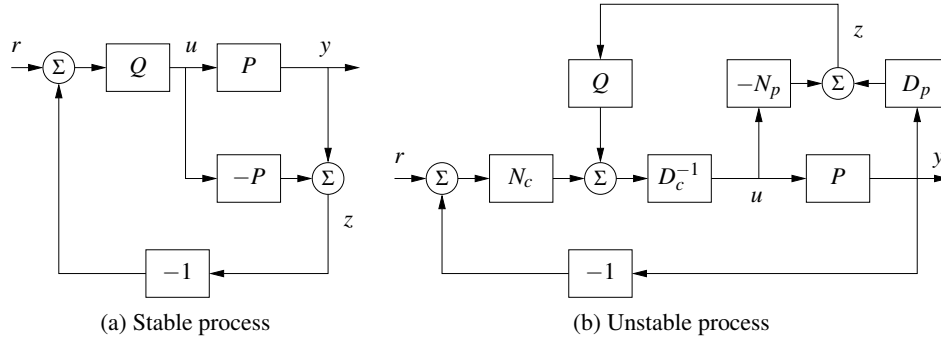 r
Σ
Q
u
P
y
−P
Σ
z
−1
(a) Stable process
z
Q
−N_p
Σ
D_p
r
Σ
N_c
Σ
D_c^{−1}
u
P
y
−1
(b) Unstable process